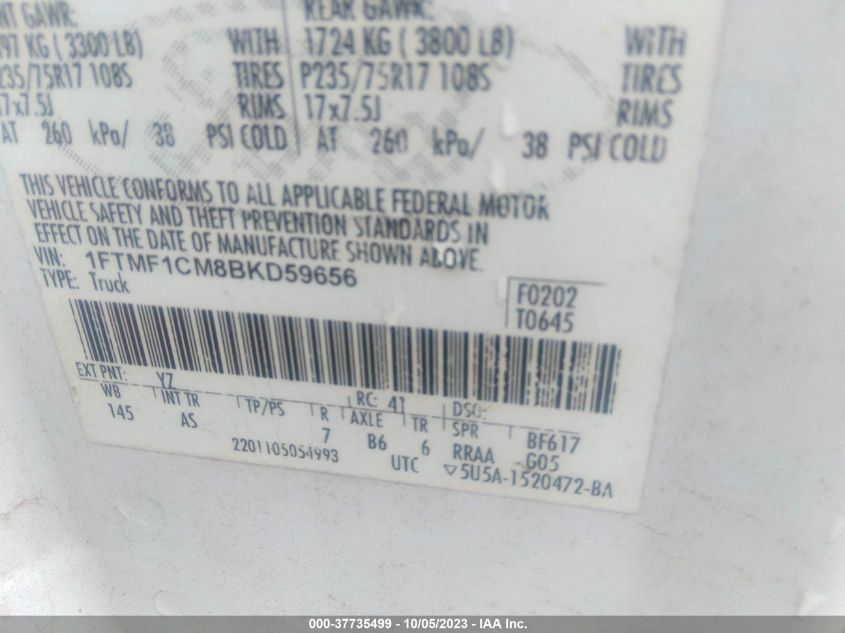 NT GAWR: REAR GAWR:
97 KG ( 3300 LB) WITH 1724 KG ( 3800 LB) WITH
235/75R17 108S TIRES P235/75R17 108S TIRES
17x7.5J RIMS 17x7.5J RIMS
AT 260 kPa/ 38 PSI COLD AT 260 kPa/ 38 PSI COLD
THIS VEHICLE CONFORMS TO ALL APPLICABLE FEDERAL MOTOR
VEHICLE SAFETY AND THEFT PREVENTION STANDARDS IN
EFFECT ON THE DATE OF MANUFACTURE SHOWN ABOVE.
VIN: 1FTMF1CM8BKD59656
TYPE: Truck
F0202
T0645
EXT PNT: YZ RC: 41 DSO:
WB INT TR TP/PS R AXLE TR SPR BF617
145 AS 7 B6 6 RRAA G05
2201105054993 UTC ▽5U5A-1520472-BA
000-37735499 - 10/05/2023 - IAA Inc.